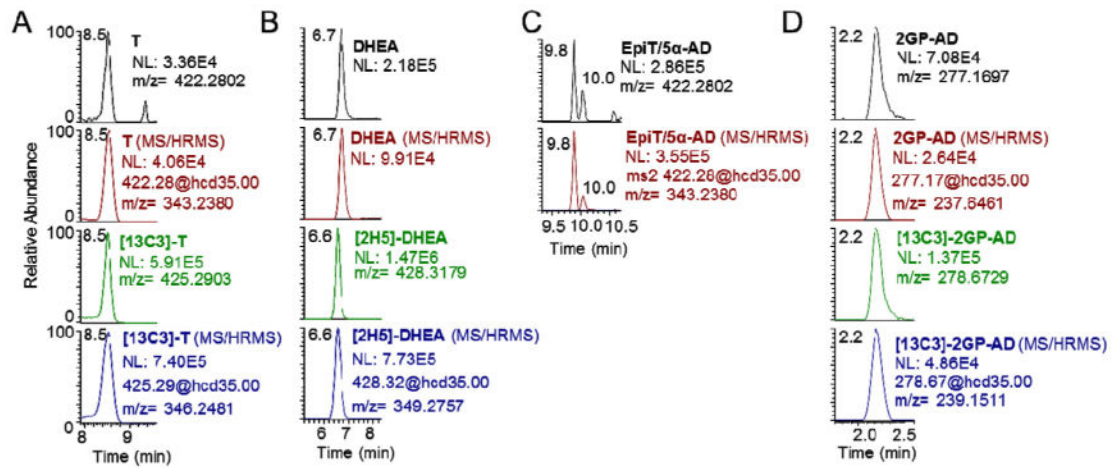 A
B
C
D
Relative Abundance
100
8.5
T
NL: 3.36E4
m/z= 422.2802
0
100
8.5
T (MS/HRMS)
NL: 4.06E4
422.28@hcd35.00
m/z= 343.2380
0
100
8.5
[13C3]-T
NL: 5.91E5
m/z= 425.2903
0
100
8.5
[13C3]-T (MS/HRMS)
NL: 7.40E5
425.29@hcd35.00
m/z= 346.2481
0
8 9
Time (min)
6.7
DHEA
NL: 2.18E5
6.7
DHEA (MS/HRMS)
NL: 9.91E4
6.6
[2H5]-DHEA
NL: 1.47E6
m/z= 428.3179
6.6
[2H5]-DHEA (MS/HRMS)
NL: 7.73E5
428.32@hcd35.00
m/z= 349.2757
6 7 8
Time (min)
9.8
10.0
EpiT/5α-AD
NL: 2.86E5
m/z= 422.2802
9.8
10.0
EpiT/5α-AD (MS/HRMS)
NL: 3.55E5
ms2 422.28@hcd35.00
m/z= 343.2380
9.5 10.0 10.5
Time (min)
2.2
2GP-AD
NL: 7.08E4
m/z= 277.1697
2.2
2GP-AD (MS/HRMS)
NL: 2.64E4
277.17@hcd35.00
m/z= 237.6461
2.2
[13C3]-2GP-AD
NL: 1.37E5
m/z= 278.6729
2.2
[13C3]-2GP-AD (MS/HRMS)
NL: 4.86E4
278.67@hcd35.00
m/z= 239.1511
2.0 2.5
Time (min)